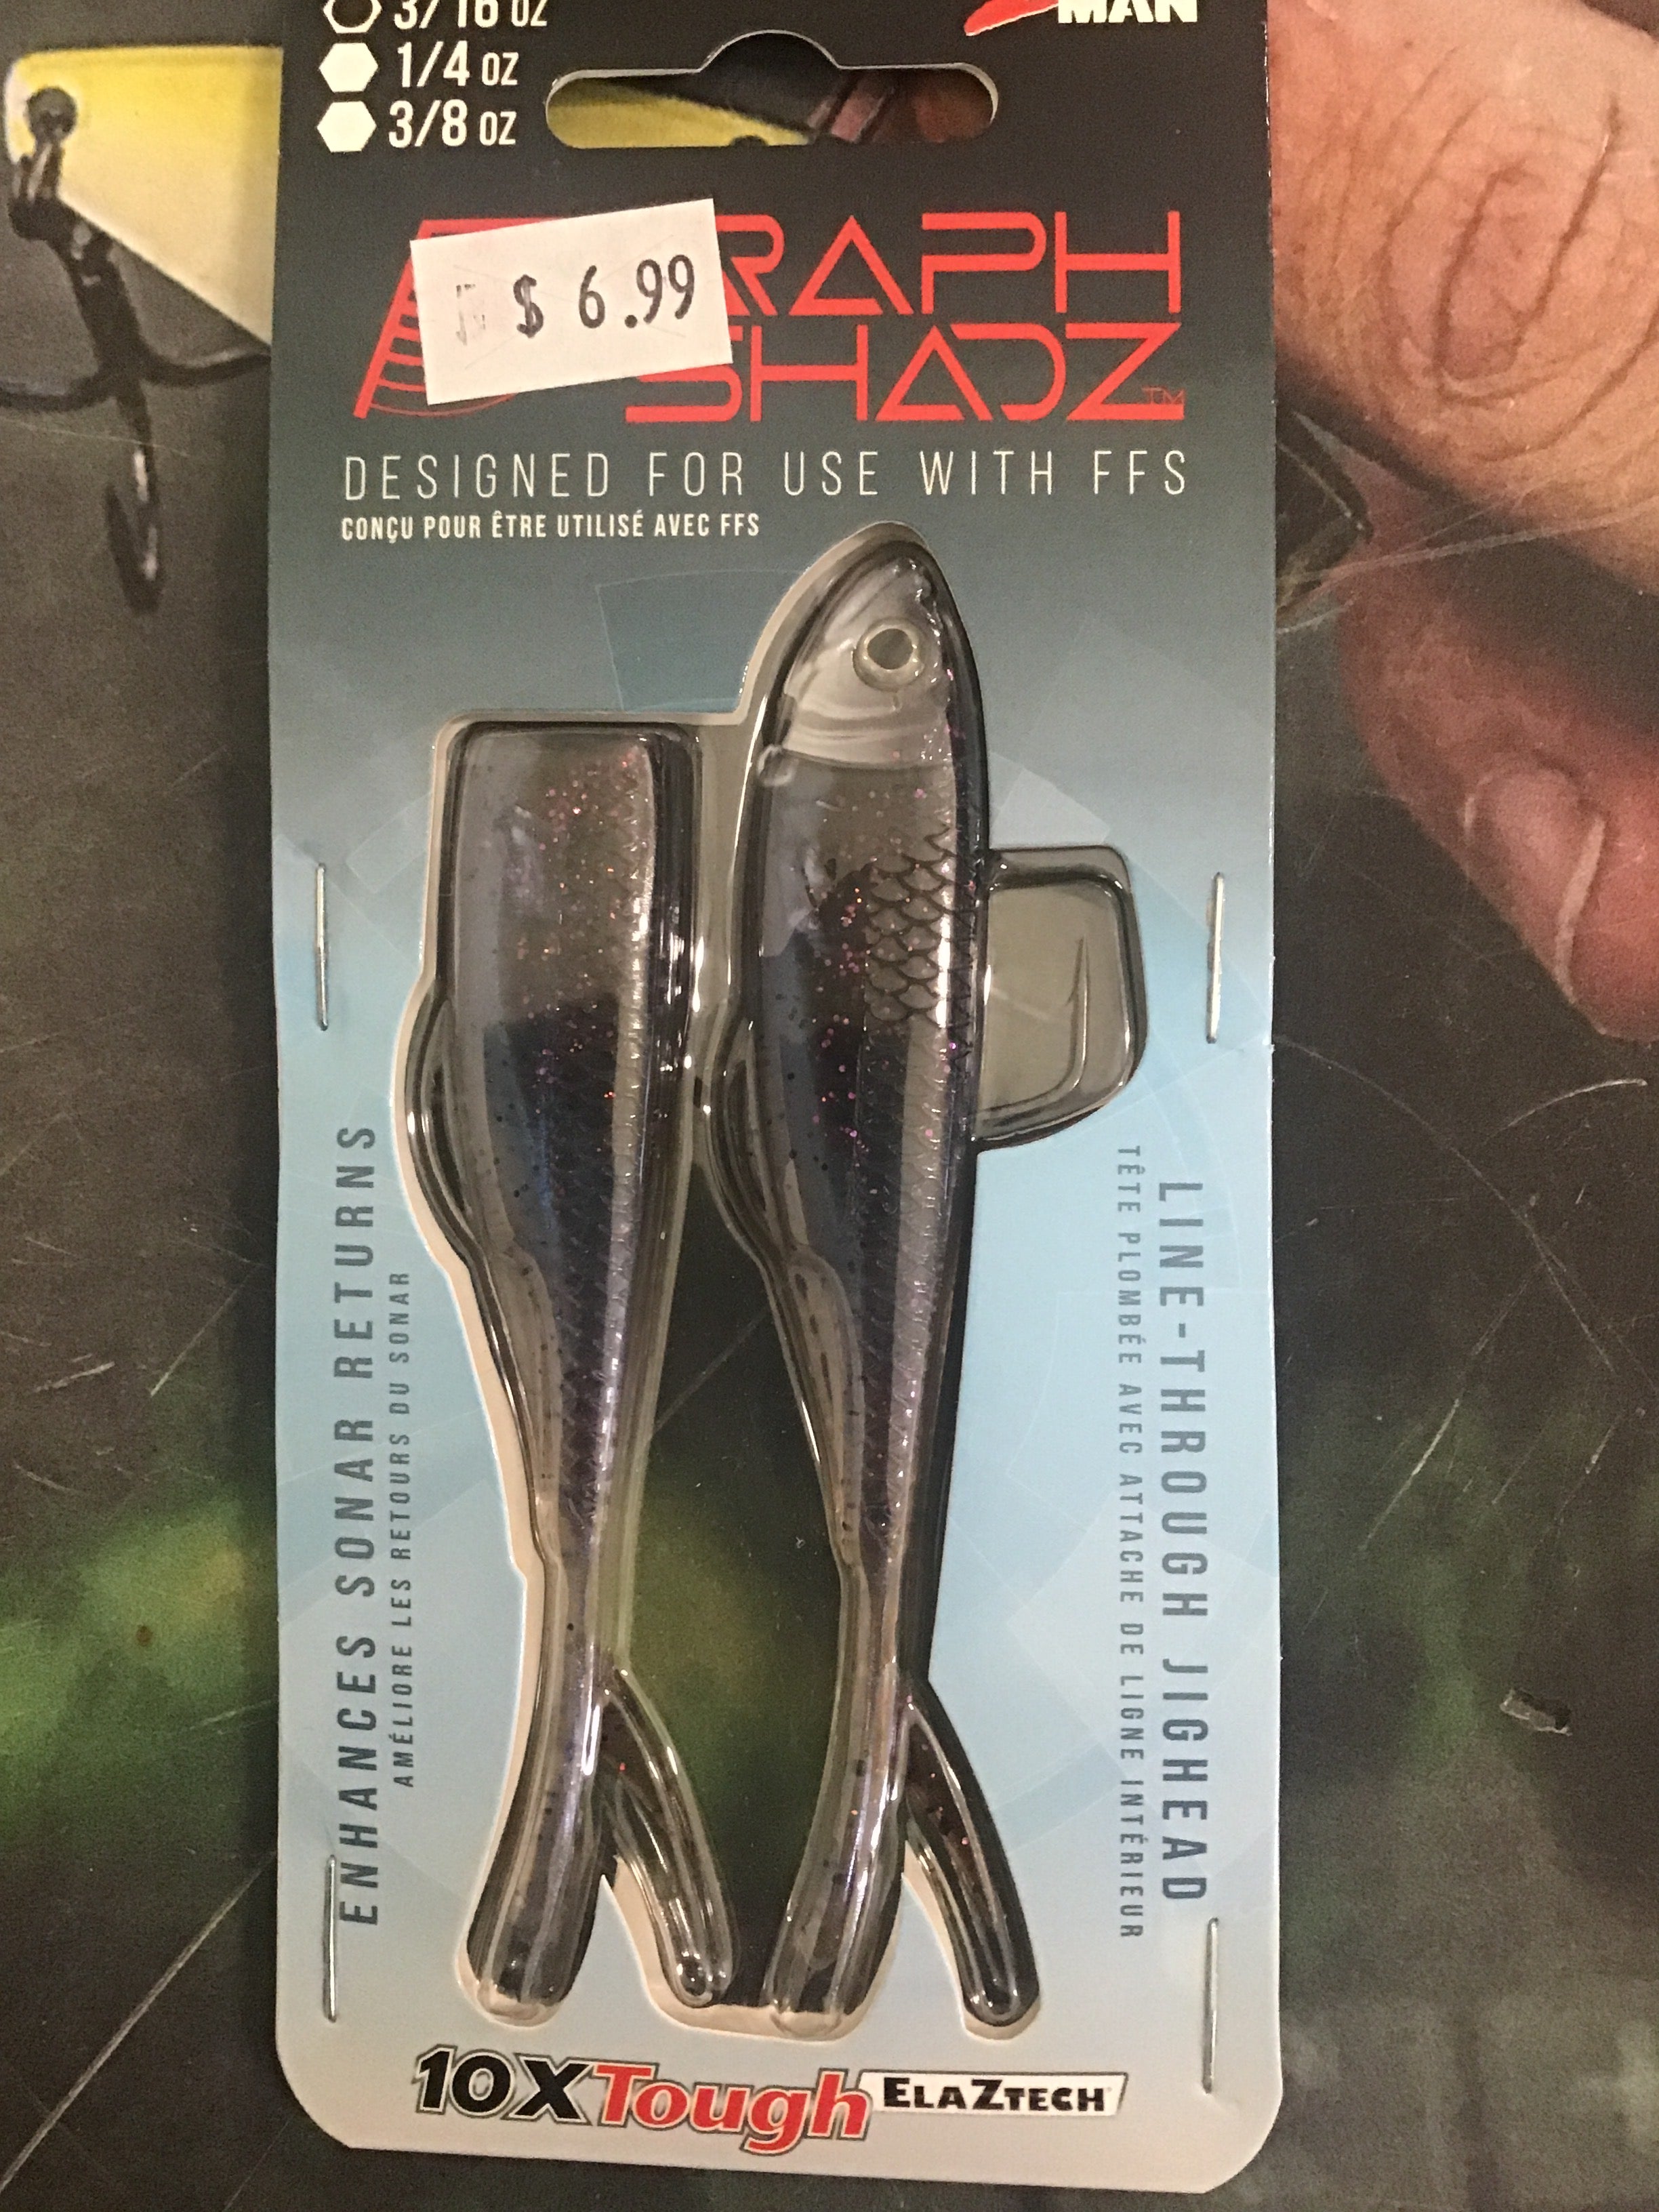 3/16 OZ
1/4 OZ
3/8 OZ
MAN
$ 6.99
RAPH
SHADZ™
DESIGNED FOR USE WITH FFS
CONÇU POUR ÊTRE UTILISÉ AVEC FFS
ENHANCES SONAR RETURNS
AMÉLIORE LES RETOURS DU SONAR
LINE-THROUGH JIGHEAD
TÊTE PLOMBÉE AVEC ATTACHE DE LIGNE INTÉRIEUR
10X Tough ELAZTECH